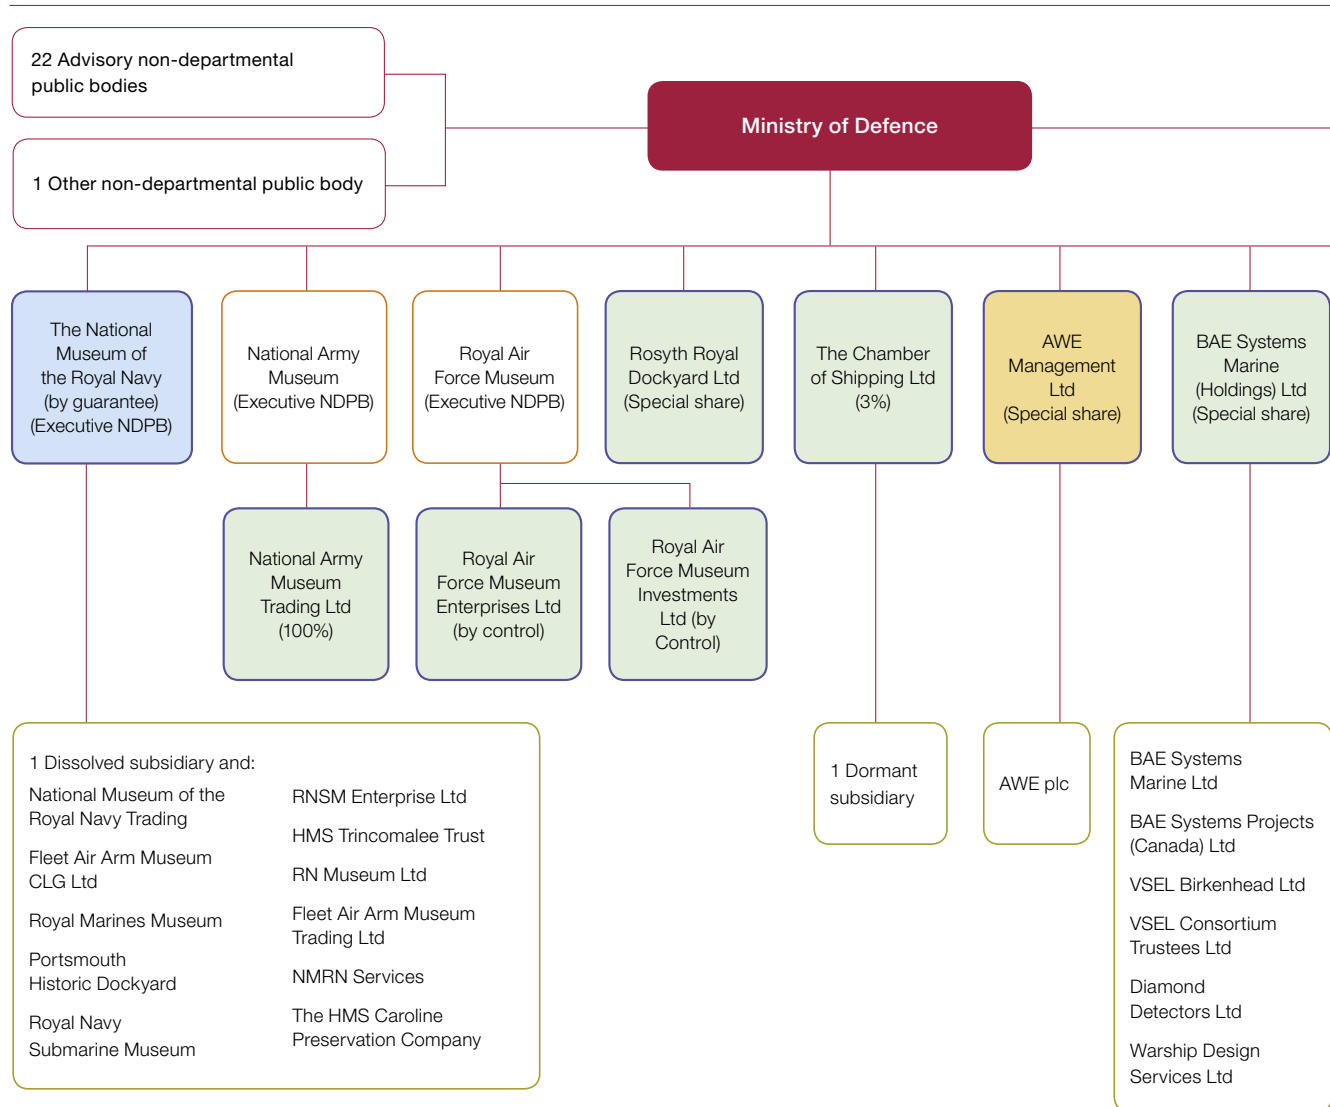 22 Advisory non-departmental
public bodies
Ministry of Defence
1 Other non-departmental public body
The National
Museum of
the Royal Navy
(by guarantee)
(Executive NDPB)
National Army
Museum
(Executive NDPB)
Royal Air
Force Museum
(Executive NDPB)
Rosyth Royal
Dockyard Ltd
(Special share)
The Chamber
of Shipping Ltd
(3%)
AWE
Management
Ltd
(Special share)
BAE Systems
Marine
(Holdings) Ltd
(Special share)
National Army
Museum
Trading Ltd
(100%)
Royal Air
Force Museum
Enterprises Ltd
(by control)
Royal Air
Force Museum
Investments
Ltd (by
Control)
1 Dissolved subsidiary and:
National Museum of the
Royal Navy Trading
Fleet Air Arm Museum
CLG Ltd
Royal Marines Museum
Portsmouth
Historic Dockyard
Royal Navy
Submarine Museum
RNSM Enterprise Ltd
HMS Trincomalee Trust
RN Museum Ltd
Fleet Air Arm Museum
Trading Ltd
NMRN Services
The HMS Caroline
Preservation Company
1 Dormant
subsidiary
AWE plc
BAE Systems
Marine Ltd
BAE Systems Projects
(Canada) Ltd
VSEL Birkenhead Ltd
VSEL Consortium
Trustees Ltd
Diamond
Detectors Ltd
Warship Design
Services Ltd